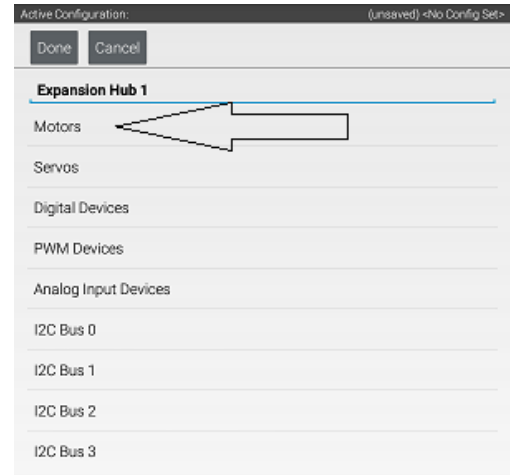 Active Configuration: (unsaved) <No Config Set>
Done Cancel
Expansion Hub 1
Motors
Servos
Digital Devices
PWM Devices
Analog Input Devices
I2C Bus 0
I2C Bus 1
I2C Bus 2
I2C Bus 3